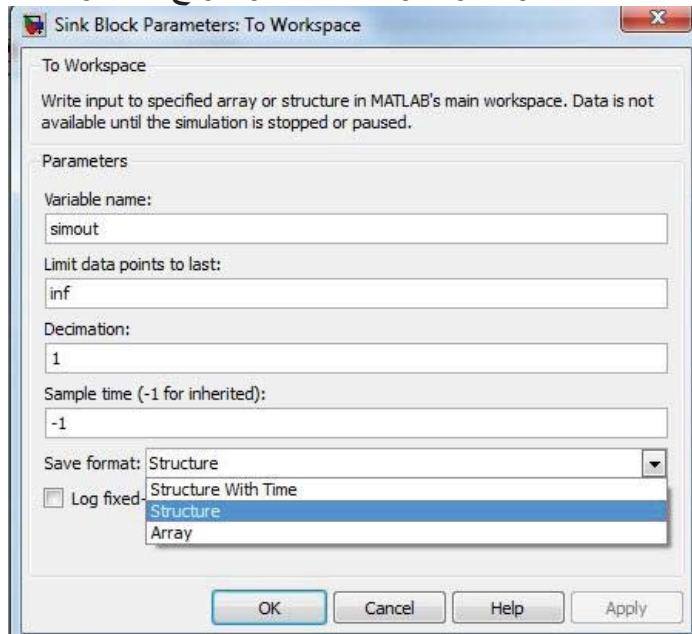 Sink Block Parameters: To Workspace
To Workspace
Write input to specified array or structure in MATLAB's main workspace. Data is not
available until the simulation is stopped or paused.
Parameters
Variable name:
simout
Limit data points to last:
inf
Decimation:
1
Sample time (-1 for inherited):
-1
Save format: Structure
Structure With Time
Log fixed-
Structure
Array
OK Cancel Help Apply